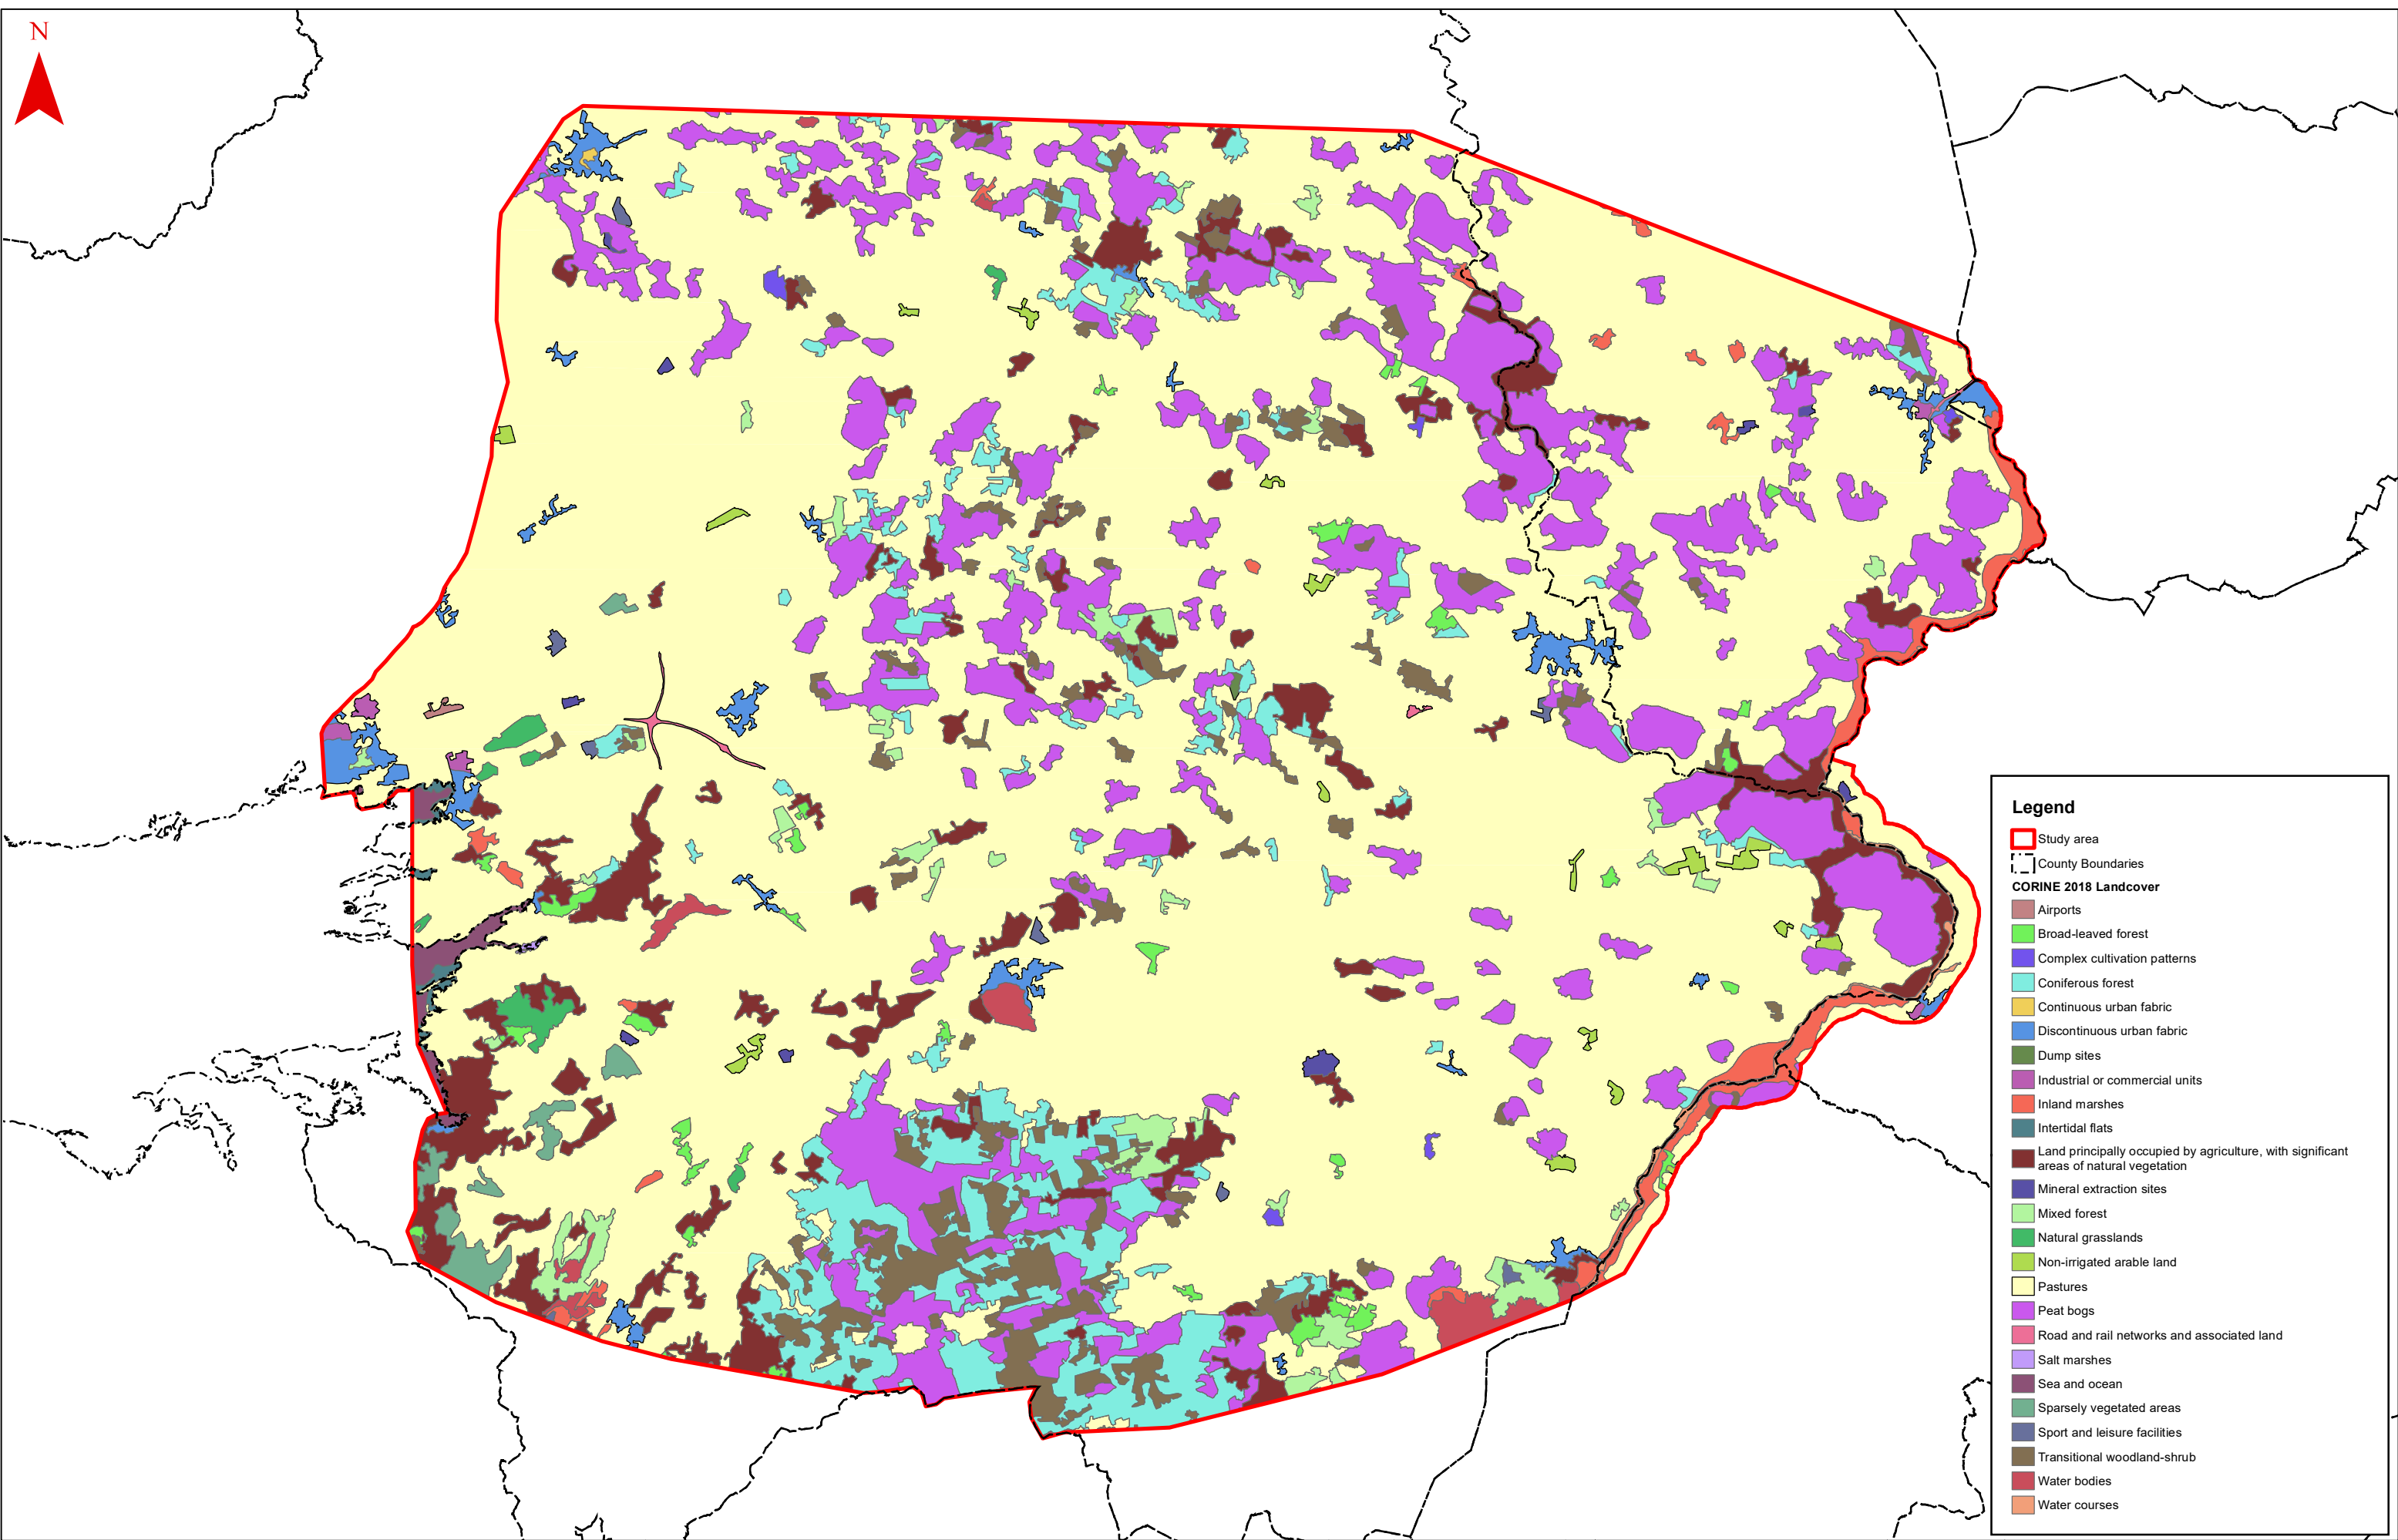 N
Legend
Study area
County Boundaries
CORINE 2018 Landcover
Airports
Broad-leaved forest
Complex cultivation patterns
Coniferous forest
Continuous urban fabric
Discontinuous urban fabric
Dump sites
Industrial or commercial units
Inland marshes
Intertidal flats
Land principally occupied by agriculture, with significant
areas of natural vegetation
Mineral extraction sites
Mixed forest
Natural grasslands
Non-irrigated arable land
Pastures
Peat bogs
Road and rail networks and associated land
Salt marshes
Sea and ocean
Sparsely vegetated areas
Sport and leisure facilities
Transitional woodland-shrub
Water bodies
Water courses